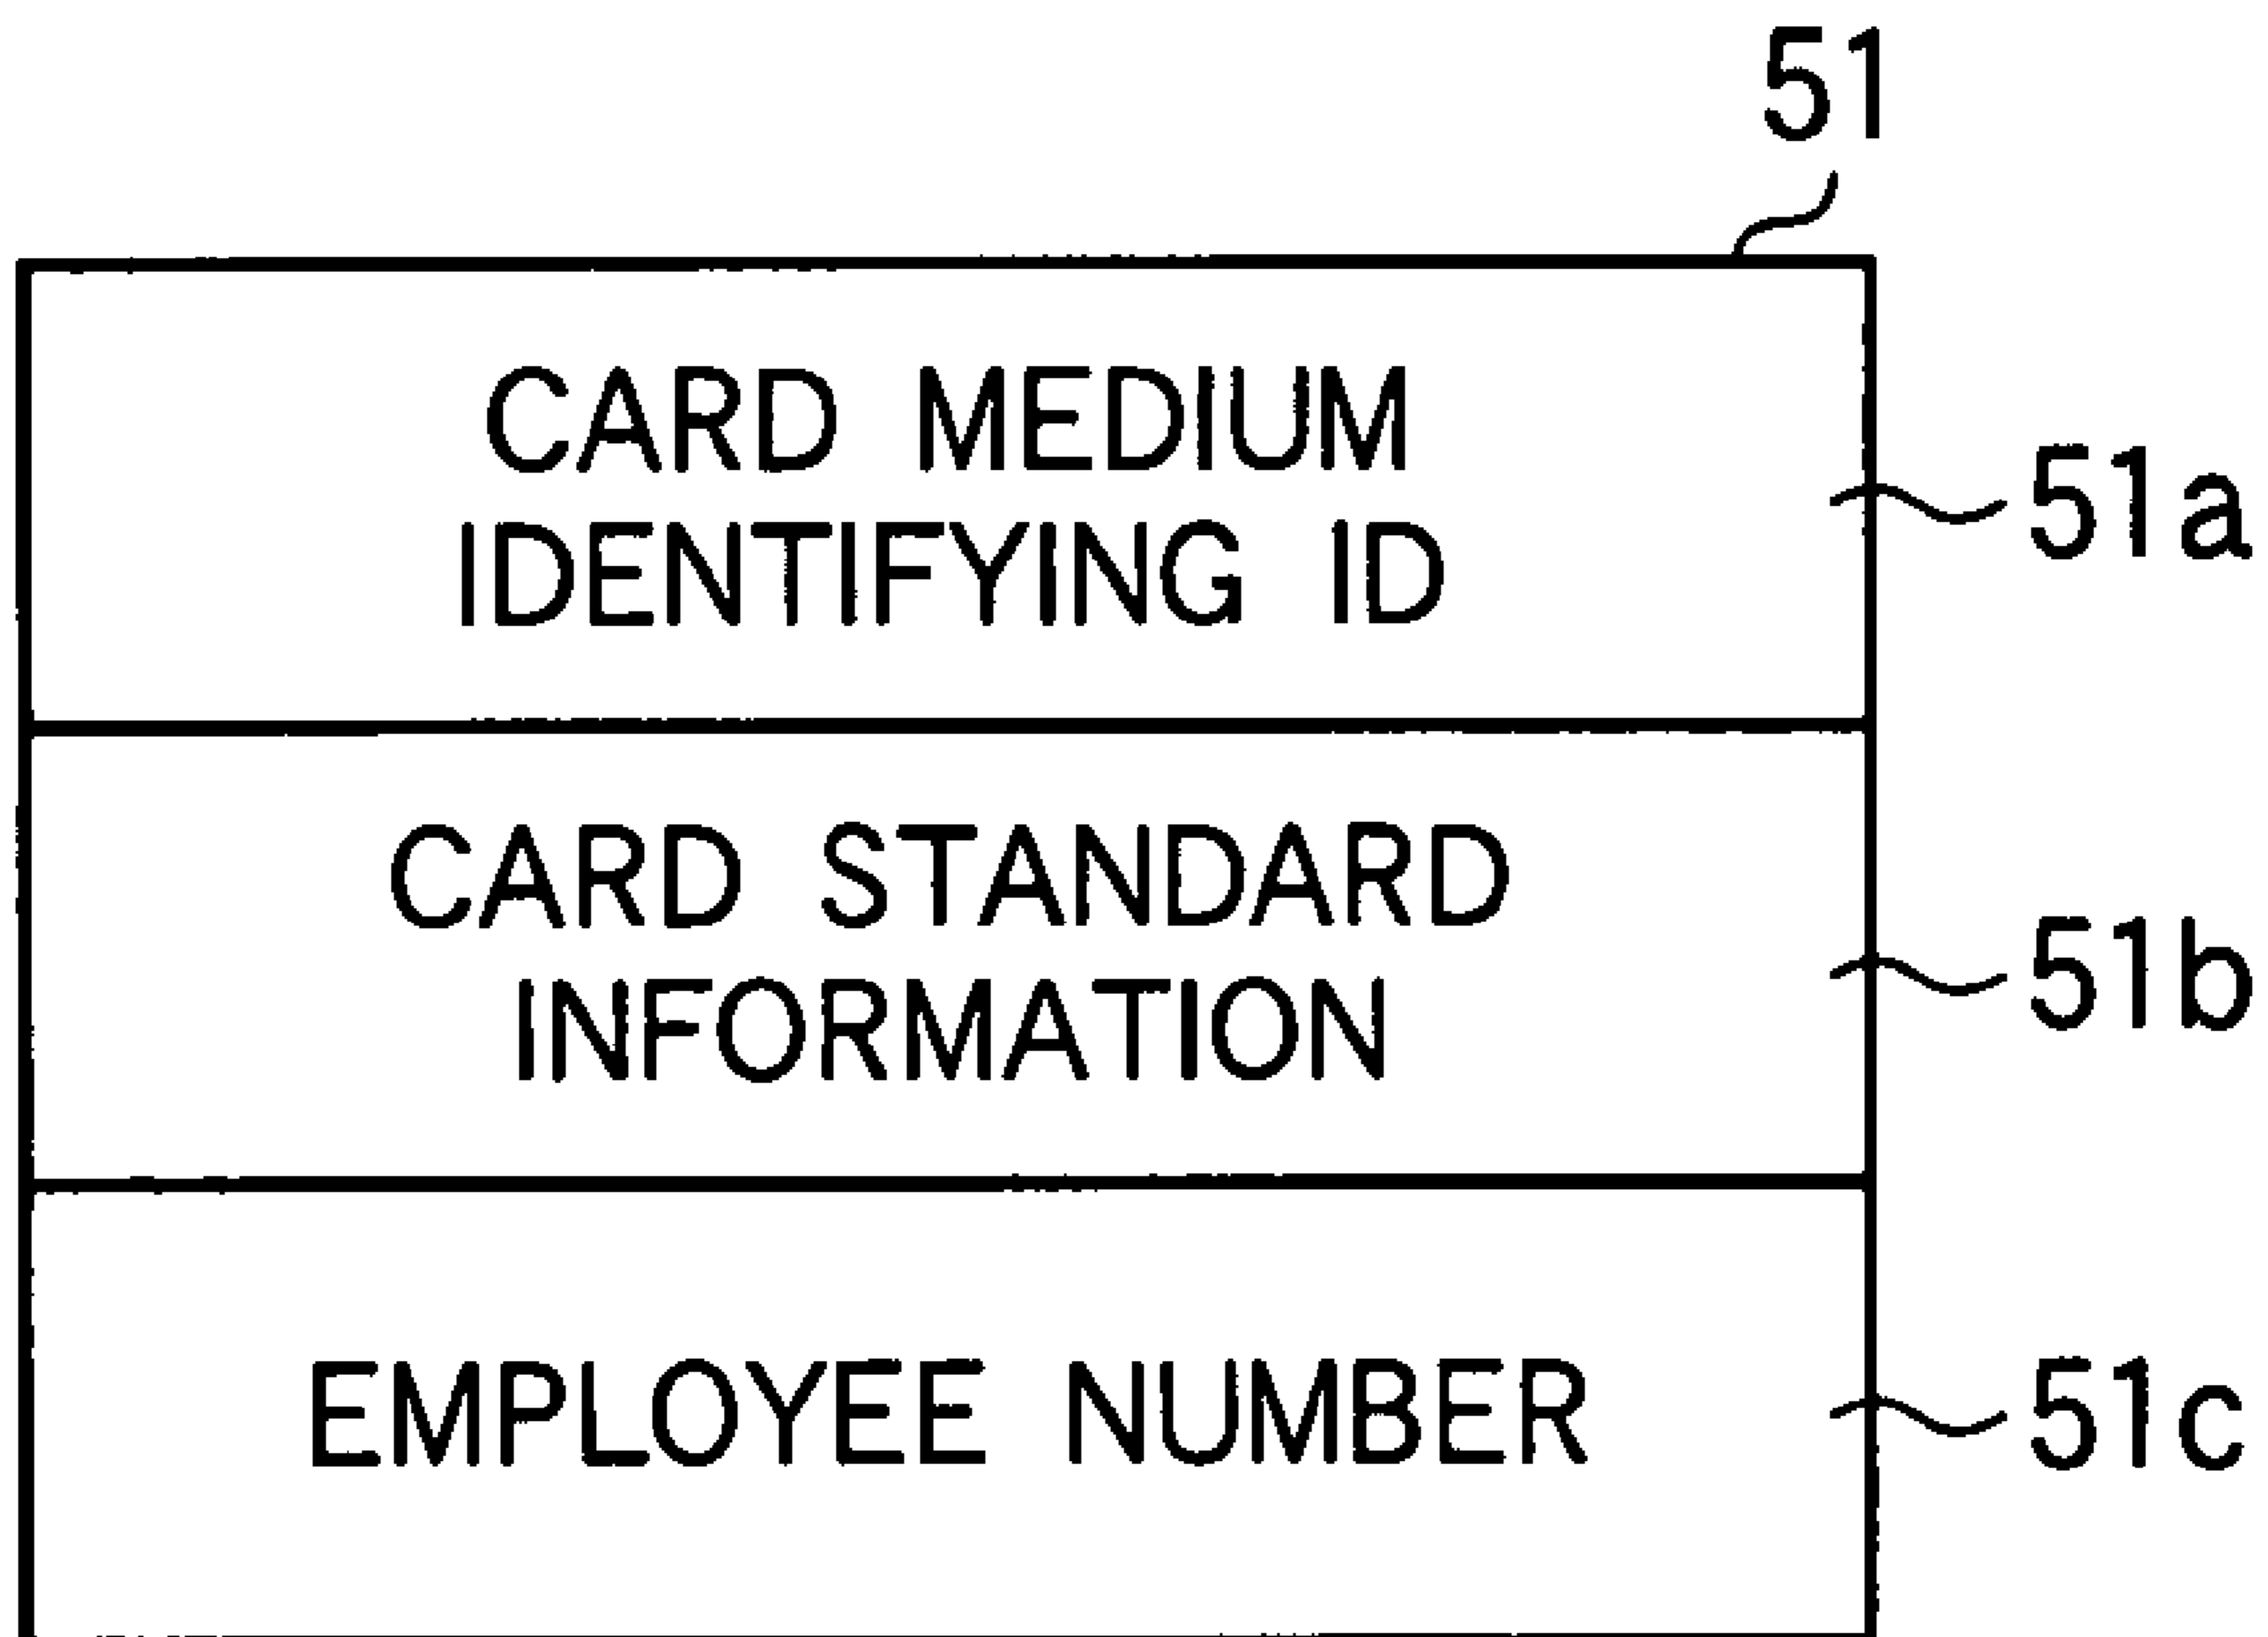 51
CARD MEDIUM
IDENTIFYING ID
51a
CARD STANDARD
INFORMATION
51b
EMPLOYEE NUMBER
51c